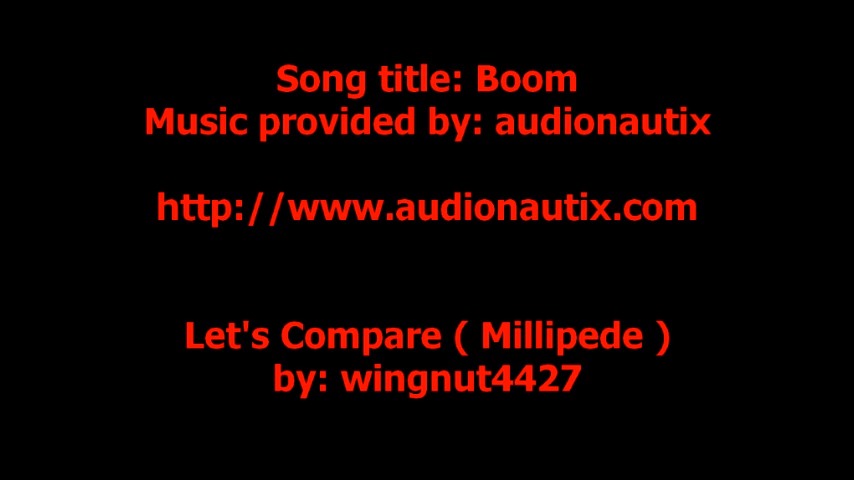 Song title: Boom
Music provided by: audionautix
http://www.audionautix.com
Let's Compare ( Millipede )
by: wingnut4427